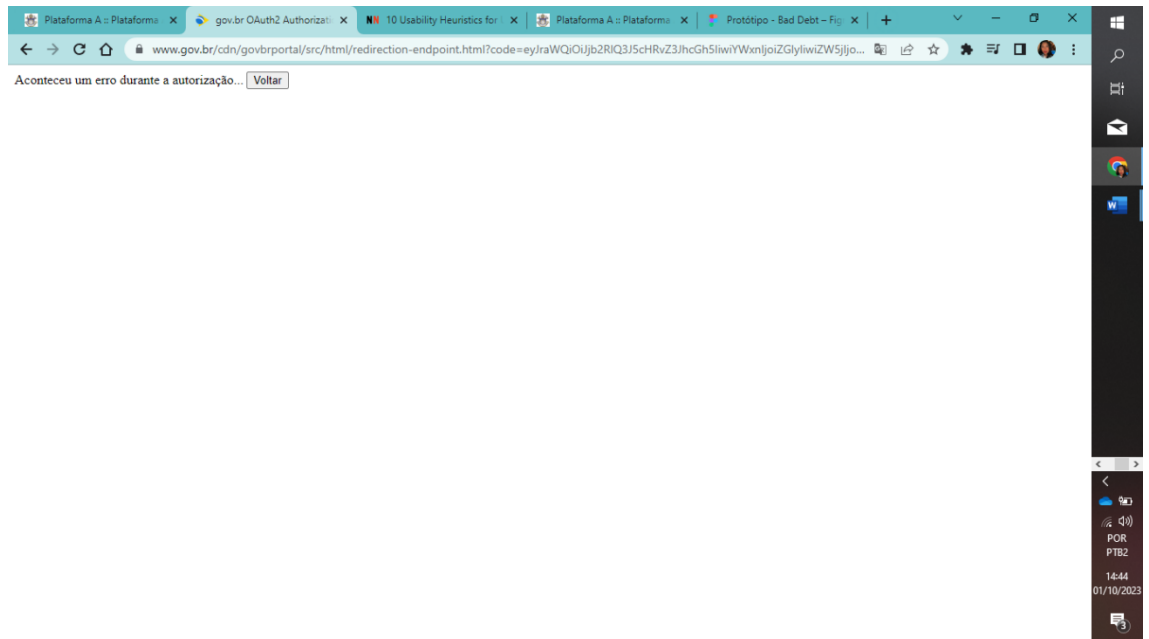 Plataforma A :: Plataforma
gov.br OAuth2 Authorizati
NN 10 Usability Heuristics for
Plataforma A :: Plataforma
Protótipo - Bad Debt – Fig
www.gov.br/cdn/govbrportal/src/html/redirection-endpoint.html?code=
Aconteceu um erro durante a autorização... Voltar
W
POR
PTB2
14:44
01/10/2023
3